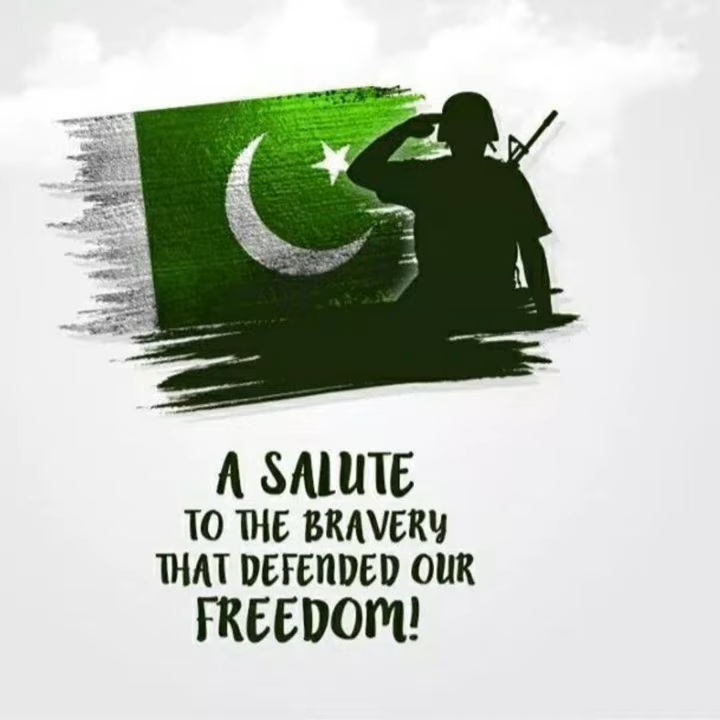 A SALUTE
TO THE BRAVERY
THAT DEFENDED OUR
FREEDOM!